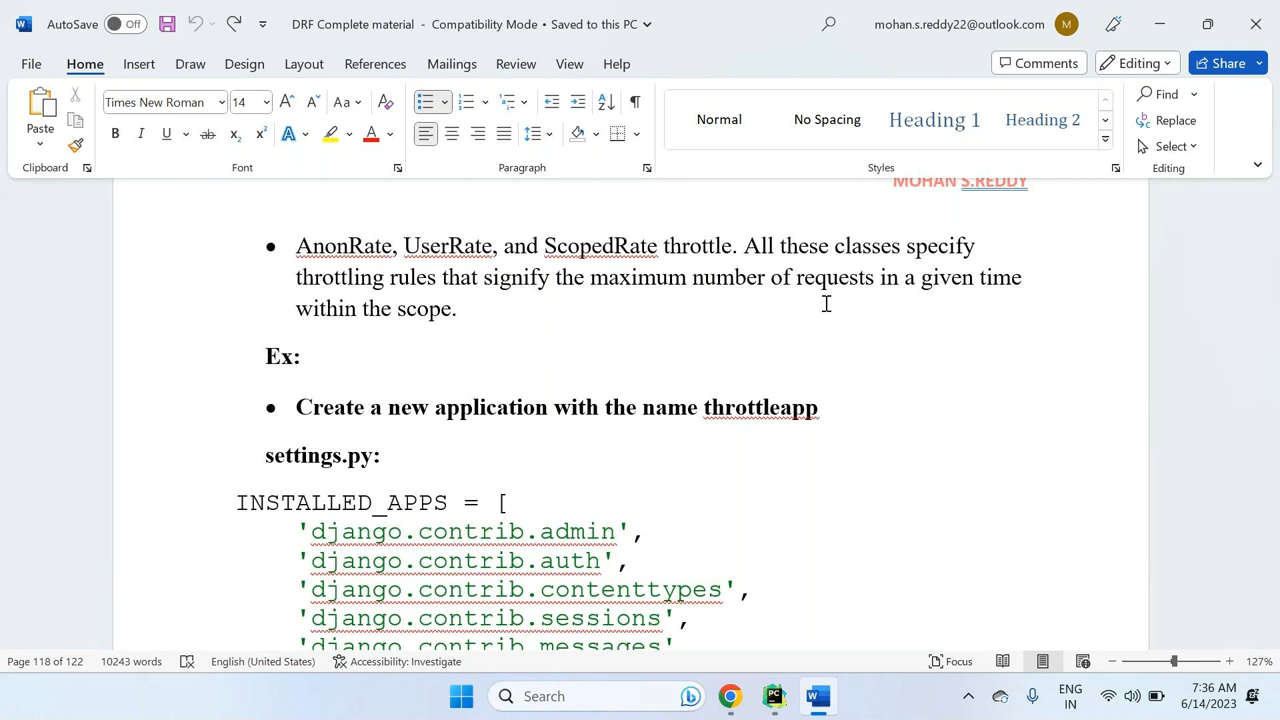 AutoSave Off DRF Complete material - Compatibility Mode • Saved to this PC mohan.s.reddy22@outlook.com M
File Home Insert Draw Design Layout References Mailings Review View Help Comments Editing Share
Paste Times New Roman 14 Aa Normal No Spacing Heading 1 Heading 2 Find
Replace
Select
Clipboard Font Paragraph Styles Editing
MOHAN S.REDDY
• AnonRate, UserRate, and ScopedRate throttle. All these classes specify
throttling rules that signify the maximum number of requests in a given time
within the scope.
Ex:
• Create a new application with the name throttleapp
settings.py:
INSTALLED_APPS = [
'django.contrib.admin',
'django.contrib.auth',
'django.contrib.contenttypes',
'django.contrib.sessions',
'django.contrib.messages'
Page 118 of 122 10243 words English (United States) Accessibility: Investigate Focus 127%
Search ENG IN 7:36 AM 6/14/2023